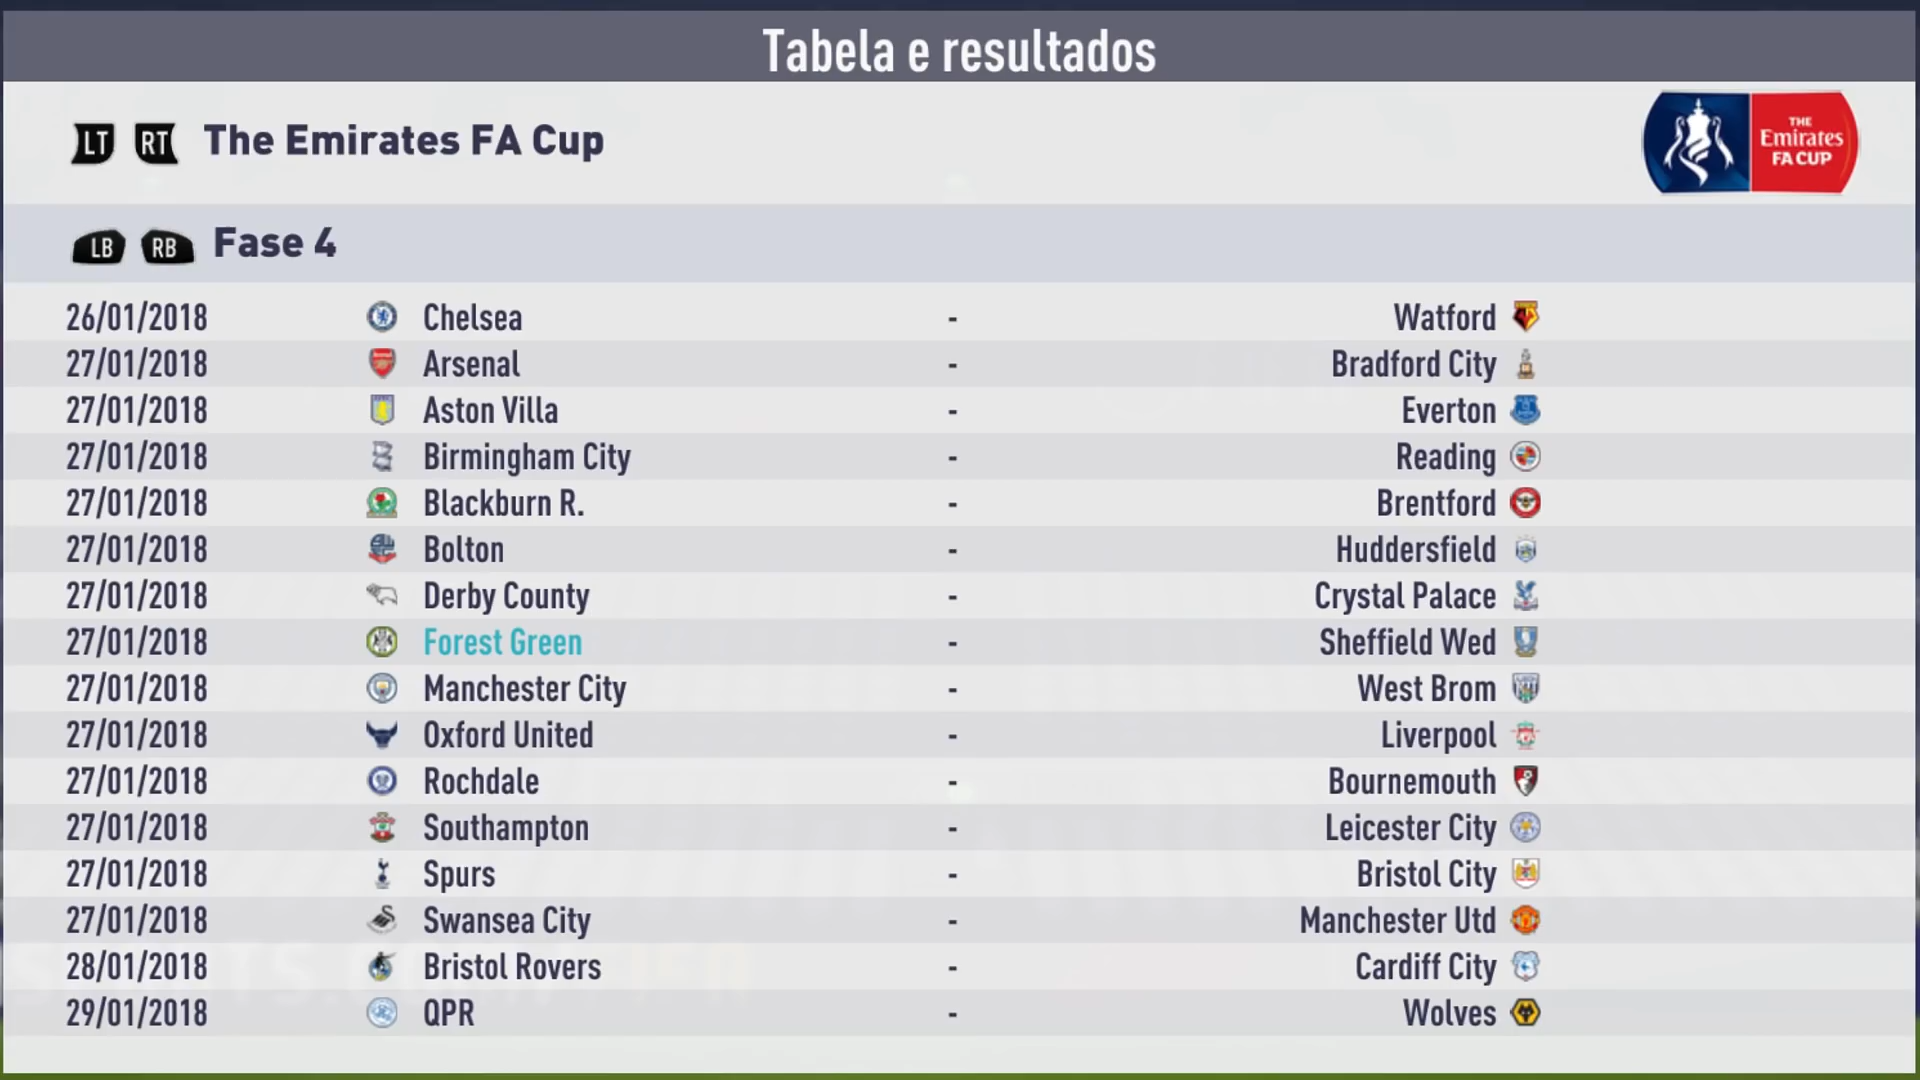 Tabela e resultados
LT RT The Emirates FA Cup
THE
Emirates
FA CUP
LB RB Fase 4
26/01/2018 Chelsea - Watford
27/01/2018 Arsenal - Bradford City
27/01/2018 Aston Villa - Everton
27/01/2018 Birmingham City - Reading
27/01/2018 Blackburn R. - Brentford
27/01/2018 Bolton - Huddersfield
27/01/2018 Derby County - Crystal Palace
27/01/2018 Forest Green - Sheffield Wed
27/01/2018 Manchester City - West Brom
27/01/2018 Oxford United - Liverpool
27/01/2018 Rochdale - Bournemouth
27/01/2018 Southampton - Leicester City
27/01/2018 Spurs - Bristol City
27/01/2018 Swansea City - Manchester Utd
28/01/2018 Bristol Rovers - Cardiff City
29/01/2018 QPR - Wolves